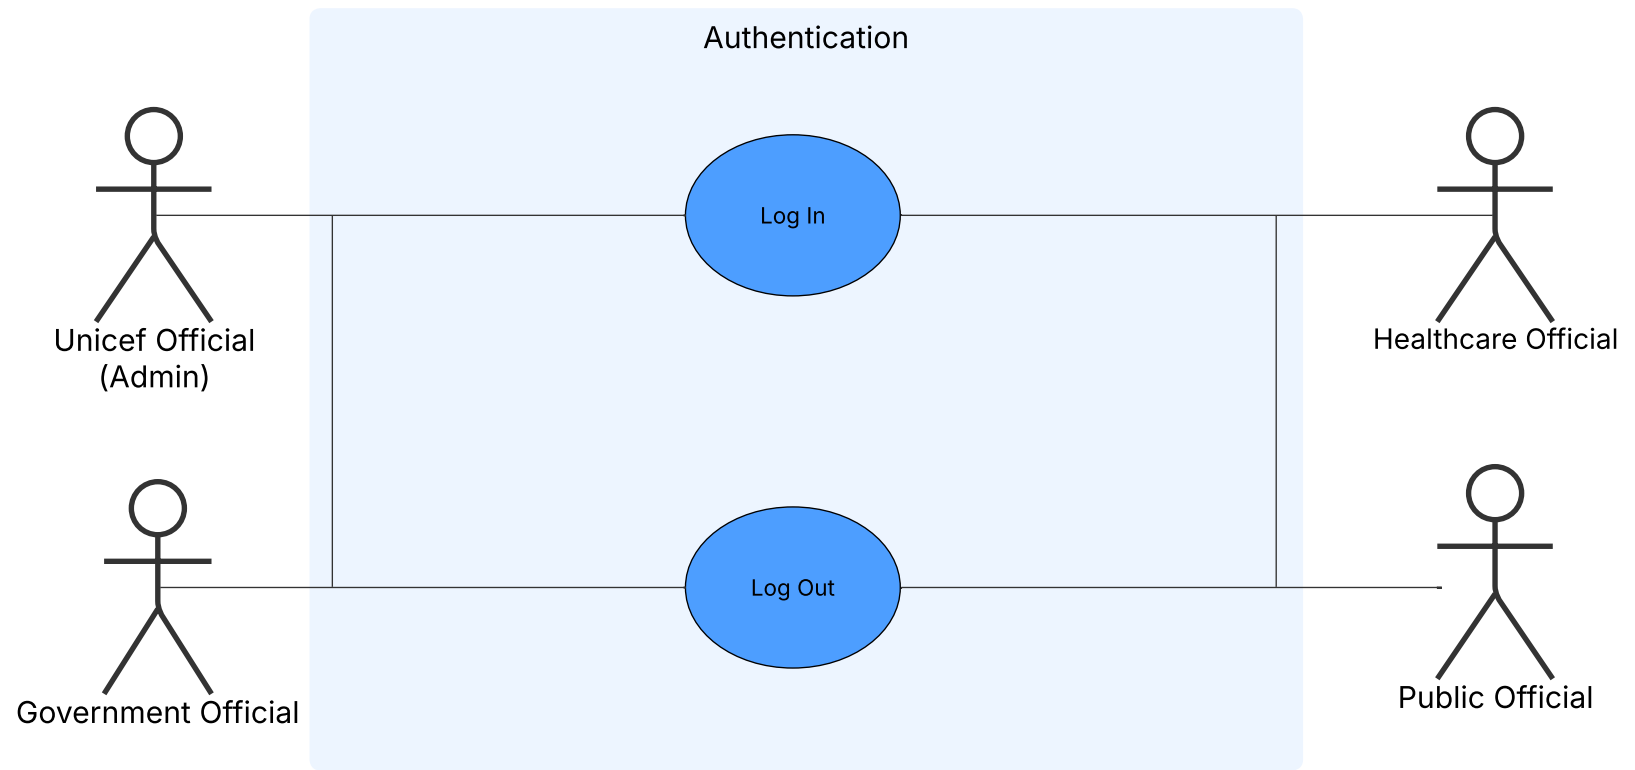 Authentication
Log In
Unicef Official
(Admin)
Healthcare Official
Log Out
Government Official
Public Official